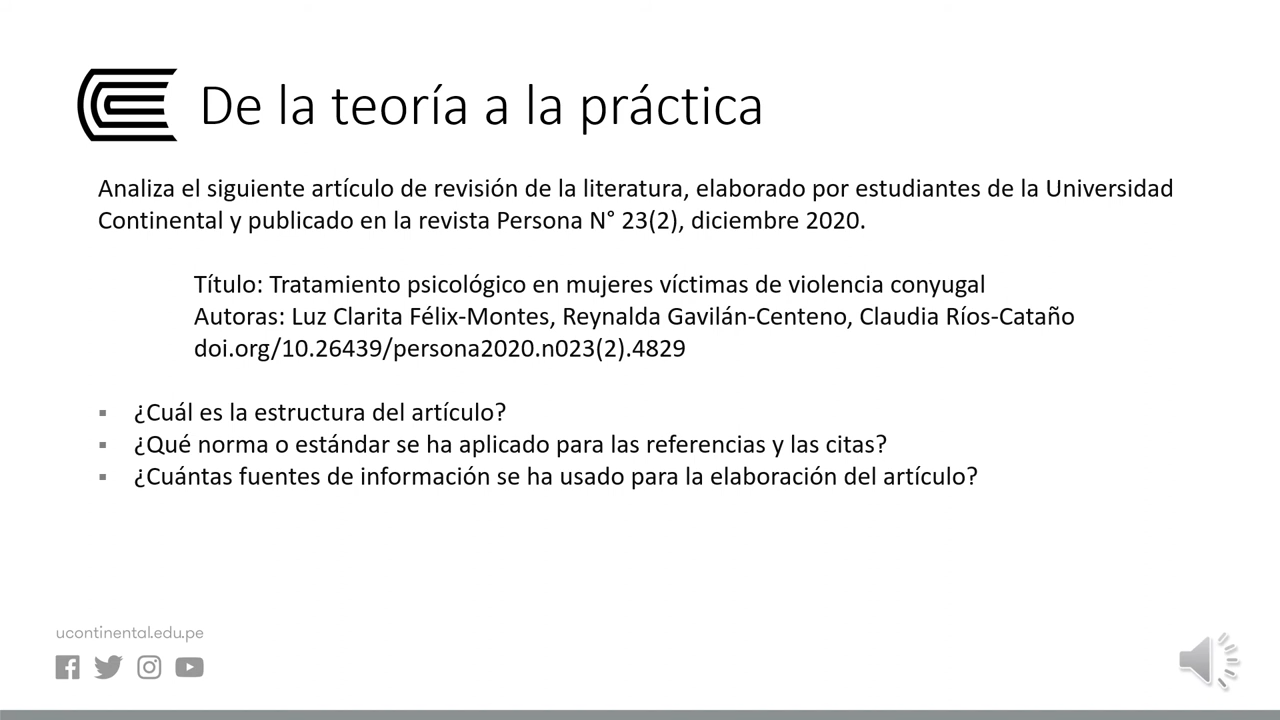 De la teoría a la práctica
Analiza el siguiente artículo de revisión de la literatura, elaborado por estudiantes de la Universidad
Continental y publicado en la revista Persona N° 23(2), diciembre 2020.
Título: Tratamiento psicológico en mujeres víctimas de violencia conyugal
Autoras: Luz Clarita Félix-Montes, Reynalda Gavilán-Centeno, Claudia Ríos-Cataño
doi.org/10.26439/persona2020.n023(2).4829
▪ ¿Cuál es la estructura del artículo?
▪ ¿Qué norma o estándar se ha aplicado para las referencias y las citas?
▪ ¿Cuántas fuentes de información se ha usado para la elaboración del artículo?
ucontinental.edu.pe